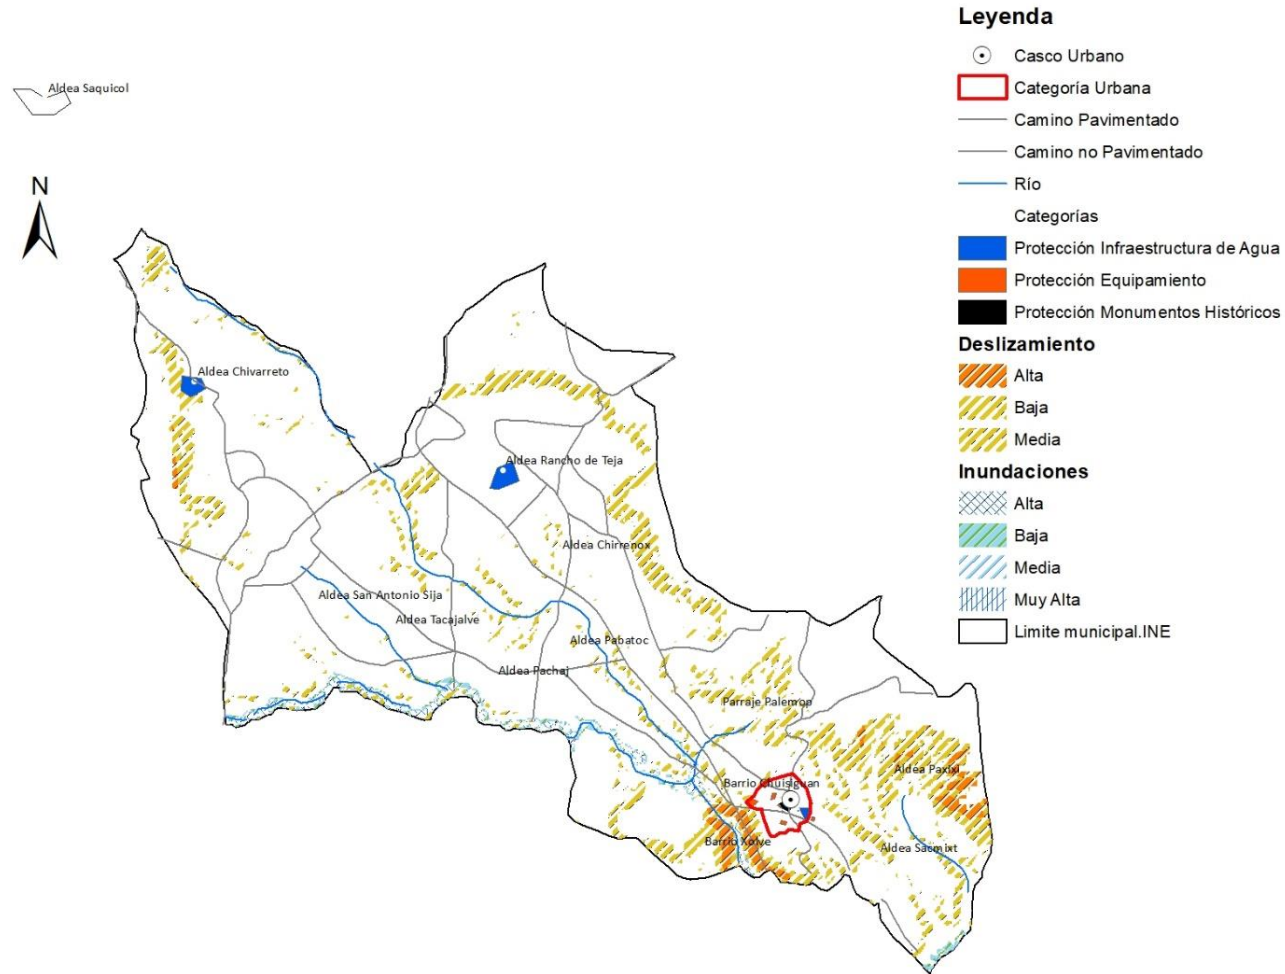 Leyenda
Casco Urbano
Categoría Urbana
Camino Pavimentado
Camino no Pavimentado
Río
Categorías
Protección Infraestructura de Agua
Protección Equipamiento
Protección Monumentos Históricos
Deslizamiento
Alta
Baja
Media
Inundaciones
Alta
Baja
Media
Muy Alta
Limite municipal.INE
Aldea Saquicol
N
Aldea Chivarreto
Aldea Rancho de Teja
Aldea Chirrenox
Aldea San Antonio Sija
Aldea Tacajalve
Aldea Pabatoc
Aldea Pachaj
Parraje Palemop
Aldea Paxixl
Barrio Chuisiguan
Barrio Xolve
Aldea Sacmixt